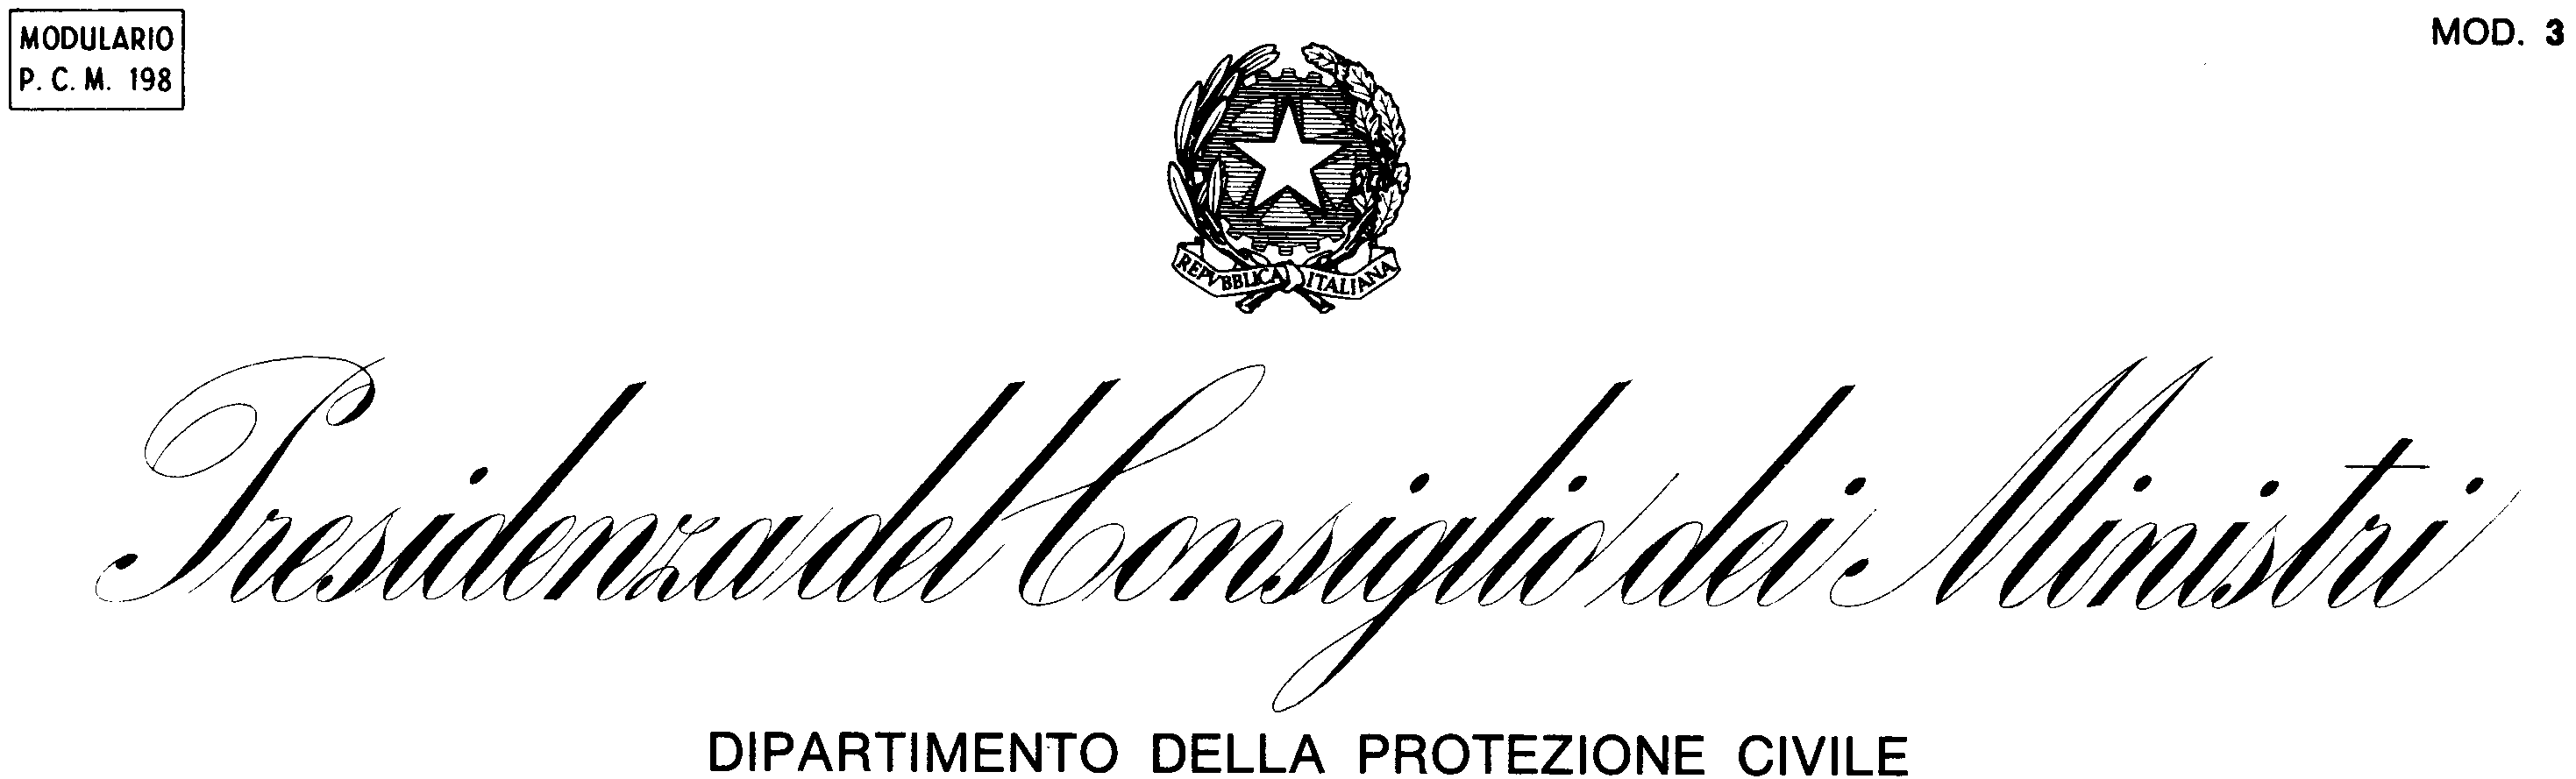 MODULARIO
P. C. M. 198
MOD. 3
REPVBBLICA ITALIANA
Presidenza del Consiglio dei Ministri
DIPARTIMENTO DELLA PROTEZIONE CIVILE